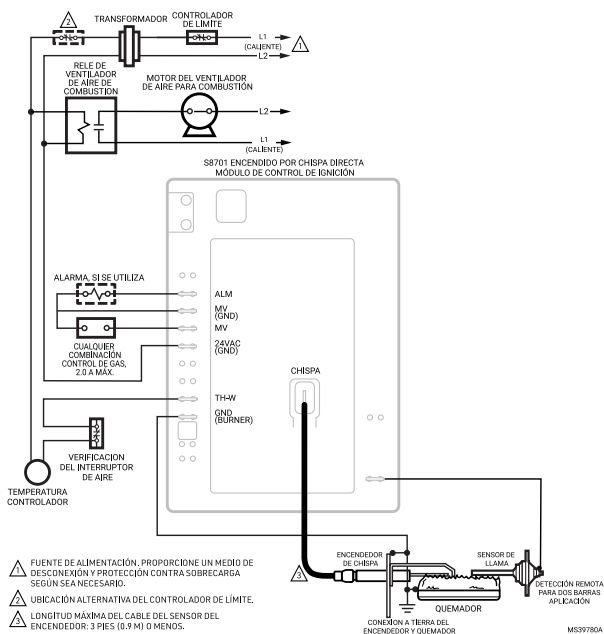 2
TRANSFORMADOR
CONTROLADOR
DE LÍMITE
L1
(CALIENTE)
1
L2
RELE DE
VENTILADOR
DE AIRE DE
COMBUSTION
MOTOR DEL VENTILADOR
DE AIRE PARA COMBUSTIÓN
L2
L1
(CALIENTE)
S8701 ENCENDIDO POR CHISPA DIRECTA
MÓDULO DE CONTROL DE IGNICIÓN
ALARMA, SI SE UTILIZA
ALM
MV
(GND)
MV
CUALQUIER
COMBINACIÓN
CONTROL DE GAS,
2.0 A MÁX.
24VAC
(GND)
CHISPA
TH-W
GND
(BURNER)
VERIFICACION
DEL INTERRUPTOR
DE AIRE
TEMPERATURA
CONTROLADOR
ENCENDEDOR
DE CHISPA
SENSOR DE
LLAMA
3
DETECCIÓN REMOTA
PARA DOS BARRAS
APLICACIÓN
QUEMADOR
CONEXION A TIERRA DEL
ENCENDEDOR Y QUEMADOR
1 FUENTE DE ALIMENTACIÓN. PROPORCIONE UN MEDIO DE
DESCONEXJÓN Y PROTECCIÓN CONTRA SOBRECARGA
SEGÚN SEA NECESARIO.
2 UBICACIÓN ALTERNATIVA DEL CONTROLADOR DE LÍMITE.
3 LONGITUD MÁXIMA DEL CABLE DEL SENSOR DEL
ENCENDEDOR: 3 PIES (0.9 M) O MENOS.
MS39780A